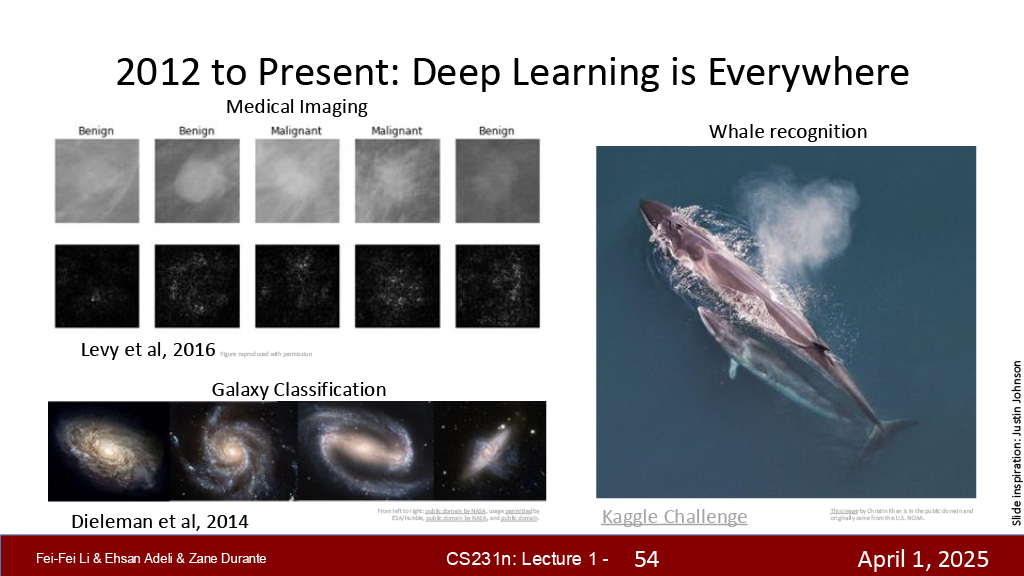 2012 to Present: Deep Learning is Everywhere
Medical Imaging
Benign Benign Malignant Malignant Benign
Levy et al, 2016 Figure reproduced with permission
Galaxy Classification
Dieleman et al, 2014
From left to right: public domain by NASA, usage permitted by
ESA/Hubble, public domain by NASA, and public domain.
Whale recognition
Kaggle Challenge
This image by Christin Khan is in the public domain and
originally came from the U.S. NOAA.
Slide inspiration: Justin Johnson
Fei-Fei Li & Ehsan Adeli & Zane Durante
CS231n: Lecture 1 - 54
April 1, 2025